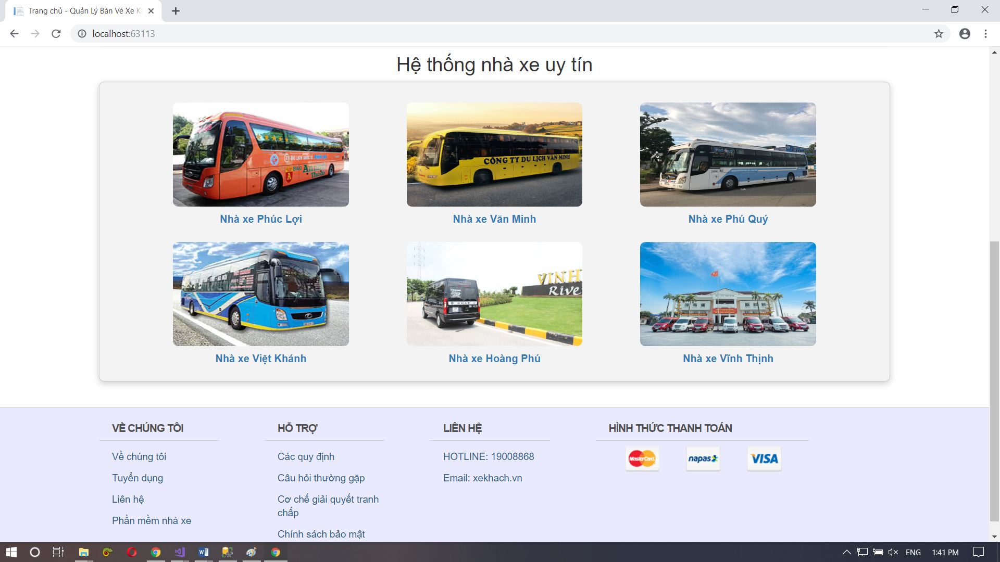 Trang chủ - Quản Lý Bán Vé Xe K
localhost:63113
Hệ thống nhà xe uy tín
CÔNG TY DU LỊCH VĂN MINH
Nhà xe Phúc Lợi
Nhà xe Văn Minh
Nhà xe Phú Quý
VINH
Rive
Nhà xe Việt Khánh
Nhà xe Hoàng Phú
Nhà xe Vĩnh Thịnh
VỀ CHÚNG TÔI
Về chúng tôi
Tuyển dụng
Liên hệ
Phần mềm nhà xe
HỖ TRỢ
Các quy định
Câu hỏi thường gặp
Cơ chế giải quyết tranh
chấp
Chính sách bảo mật
LIÊN HỆ
HOTLINE: 19008868
Email: xekhach.vn
HÌNH THỨC THANH TOÁN
MasterCard
napas
VISA
ENG
1:41 PM